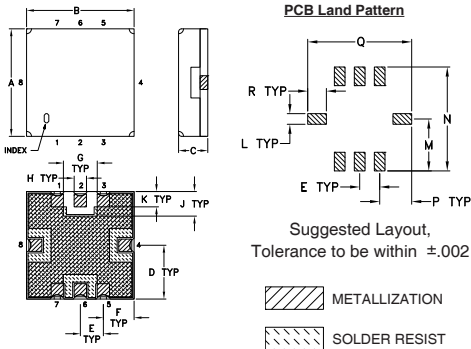 PCB Land Pattern
B
7 6 5
A
8
4
INDEX
1 2 3
C
G
H TYP
TYP
1 2 3
K TYP
J TYP
8
4
D TYP
7 6 5
F
TYP
E
TYP
Q
R TYP
L TYP
N
M
E TYP
P TYP
Suggested Layout,
Tolerance to be within ±.002
METALLIZATION
SOLDER RESIST